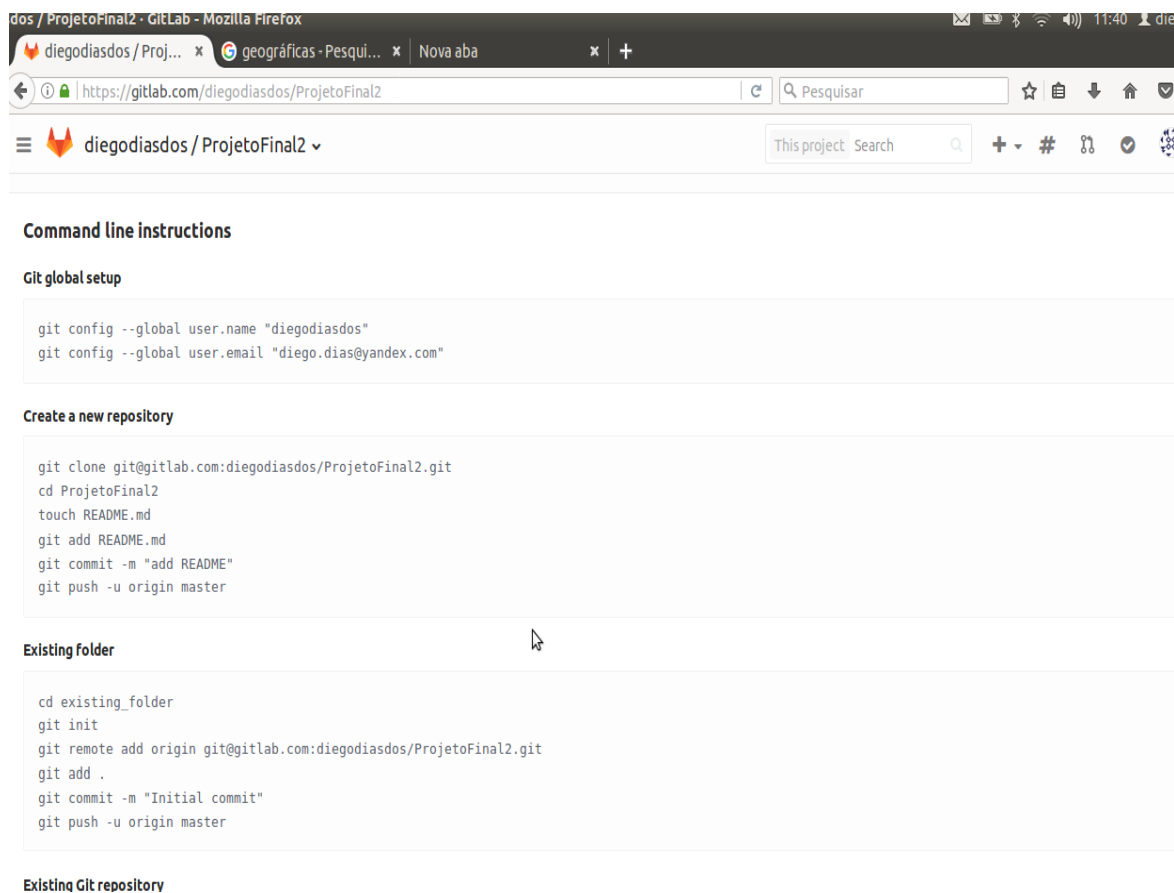 dos / ProjetoFinal2 · GitLab - Mozilla Firefox
11:40 die
diegodiasdos / Proj... × geográficas - Pesqui... × Nova aba × +
https://gitlab.com/diegodiasdos/ProjetoFinal2 Pesquisar
diegodiasdos / ProjetoFinal2 This project Search
Command line instructions
Git global setup
git config --global user.name "diegodiasdos"
git config --global user.email "diego.dias@yandex.com"
Create a new repository
git clone git@gitlab.com:diegodiasdos/ProjetoFinal2.git
cd ProjetoFinal2
touch README.md
git add README.md
git commit -m "add README"
git push -u origin master
Existing folder
cd existing_folder
git init
git remote add origin git@gitlab.com:diegodiasdos/ProjetoFinal2.git
git add .
git commit -m "Initial commit"
git push -u origin master
Existing Git repository